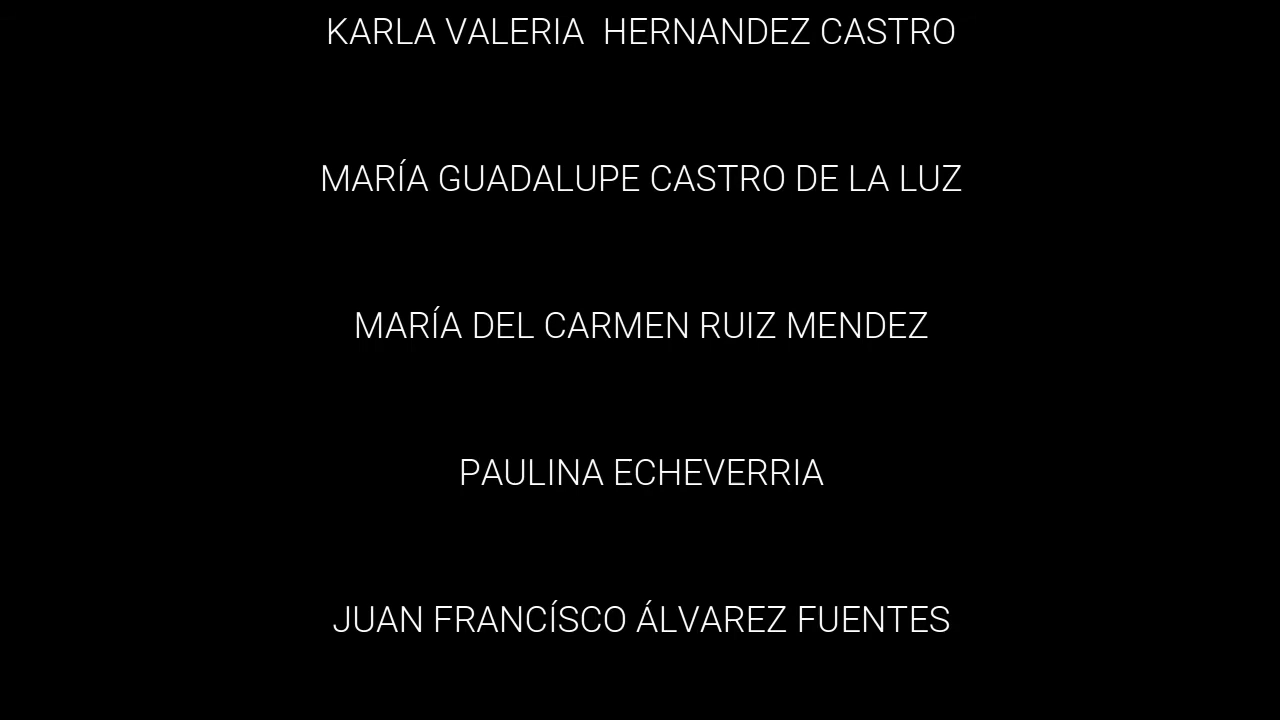 KARLA VALERIA  HERNANDEZ CASTRO
MARÍA GUADALUPE CASTRO DE LA LUZ
MARÍA DEL CARMEN RUIZ MENDEZ
PAULINA ECHEVERRIA
JUAN FRANCÍSCO ÁLVAREZ FUENTES